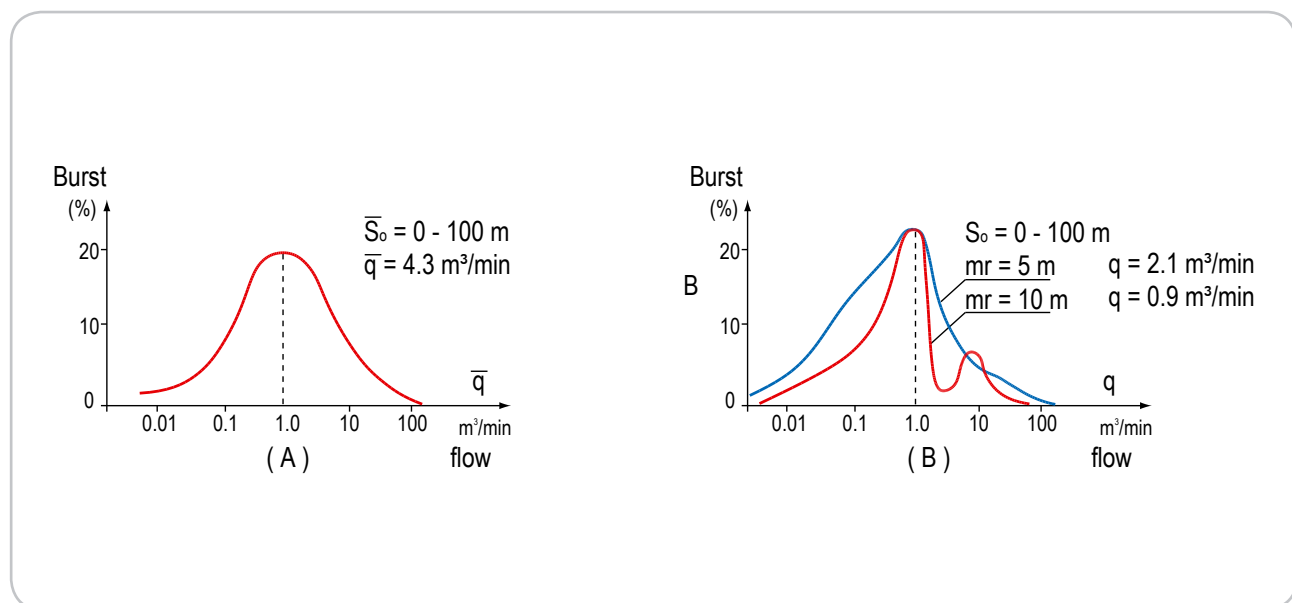 Burst
(%)
20
10
0
0.01 0.1 1.0 10 100
S̅ₒ = 0 - 100 m
q̅ = 4.3 m³/min
q̅
m³/min
flow
( A )
Burst
(%)
B
20
10
0
0.01 0.1 1.0 10 100
Sₒ = 0 - 100 m
mr = 5 m q = 2.1 m³/min
mr = 10 m q = 0.9 m³/min
q
m³/min
flow
( B )